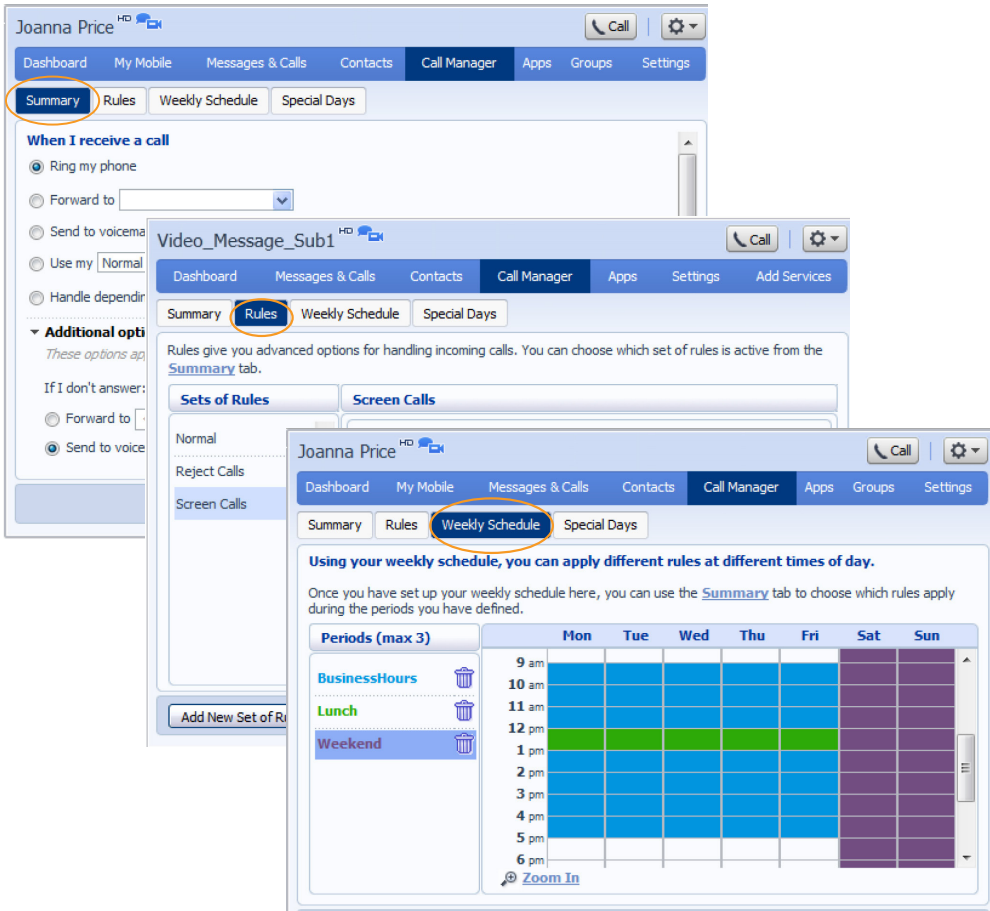 Joanna Price HD
Call
Dashboard My Mobile Messages & Calls Contacts Call Manager Apps Groups Settings
Summary Rules Weekly Schedule Special Days
When I receive a call
Ring my phone
Forward to
Send to voicema
Use my Normal
Handle dependin
Additional opti
These options ap
If I don't answer:
Forward to
Send to voice
Video_Message_Sub1 HD
Call
Dashboard Messages & Calls Contacts Call Manager Apps Settings Add Services
Summary Rules Weekly Schedule Special Days
Rules give you advanced options for handling incoming calls. You can choose which set of rules is active from the
Summary tab.
Sets of Rules Screen Calls
Normal
Reject Calls
Screen Calls
Add New Set of Ru
Joanna Price HD
Call
Dashboard My Mobile Messages & Calls Contacts Call Manager Apps Groups Settings
Summary Rules Weekly Schedule Special Days
Using your weekly schedule, you can apply different rules at different times of day.
Once you have set up your weekly schedule here, you can use the Summary tab to choose which rules apply
during the periods you have defined.
Periods (max 3) Mon Tue Wed Thu Fri Sat Sun
BusinessHours
Lunch
Weekend
9 am
10 am
11 am
12 pm
1 pm
2 pm
3 pm
4 pm
5 pm
6 pm
Zoom In